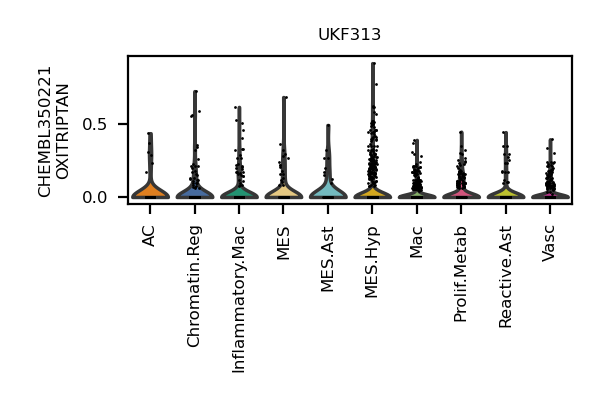 UKF313
CHEMBL350221
OXITRIPTAN
0.5
0.0
AC
Chromatin.Reg
Inflammatory.Mac
MES
MES.Ast
MES.Hyp
Mac
Prolif.Metab
Reactive.Ast
Vasc